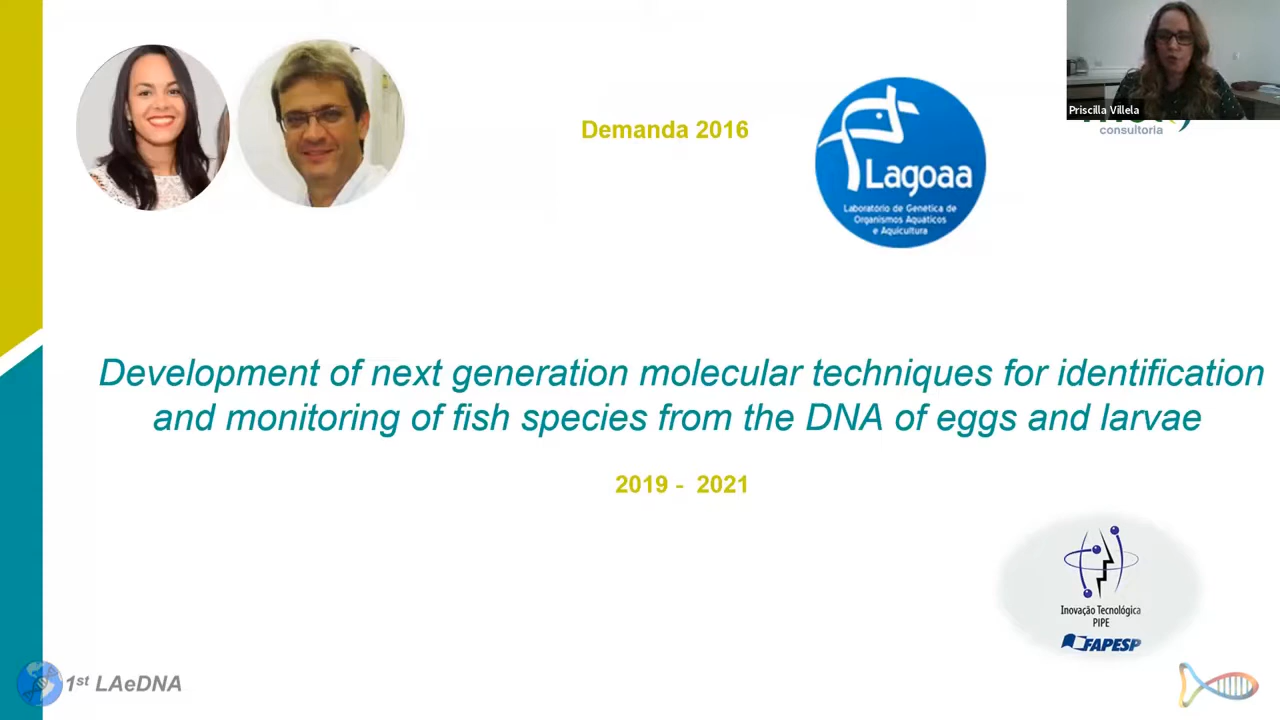 Priscilla Villela
consultoria
Demanda 2016
Lagoaa
Laboratório de Genética de
Organismos Aquáticos
e Aquicultura
Development of next generation molecular techniques for identification
and monitoring of fish species from the DNA of eggs and larvae
2019 - 2021
Inovação Tecnológica
PIPE
FAPESP
1st LAeDNA